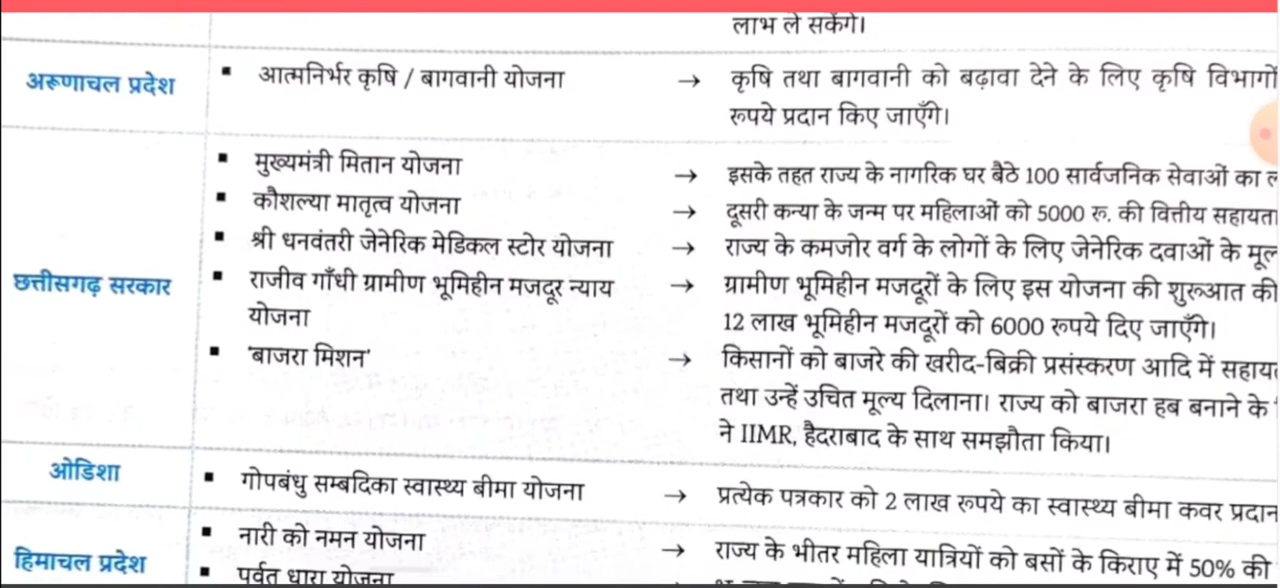 लाभ ले सकेंगे।
अरूणाचल प्रदेश
▪ आत्मनिर्भर कृषि / बागवानी योजना → कृषि तथा बागवानी को बढ़ावा देने के लिए कृषि विभागों
रूपये प्रदान किए जाएँगे।
छत्तीसगढ़ सरकार
▪ मुख्यमंत्री मितान योजना → इसके तहत राज्य के नागरिक घर बैठे 100 सार्वजनिक सेवाओं का
▪ कौशल्या मातृत्व योजना → दूसरी कन्या के जन्म पर महिलाओं को 5000 रू. की वित्तीय सहायता
▪ श्री धनवंतरी जेनेरिक मेडिकल स्टोर योजना → राज्य के कमजोर वर्ग के लोगों के लिए जेनेरिक दवाओं के
▪ राजीव गाँधी ग्रामीण भूमिहीन मजदूर न्याय → ग्रामीण भूमिहीन मजदूरों के लिए इस योजना की शुरूआत की
योजना 12 लाख भूमिहीन मजदूरों को 6000 रूपये दिए जाएँगे।
▪ 'बाजरा मिशन' → किसानों को बाजरे की खरीद-बिक्री प्रसंस्करण आदि में
तथा उन्हें उचित मूल्य दिलाना। राज्य को बाजरा हब बनाने के
ने IIMR, हैदराबाद के साथ समझौता किया।
ओडिशा
▪ गोपबंधु सम्बदिका स्वास्थ्य बीमा योजना → प्रत्येक पत्रकार को 2 लाख रूपये का स्वास्थ्य बीमा कवर प्रदान
हिमाचल प्रदेश
▪ नारी को नमन योजना → राज्य के भीतर महिला यात्रियों को बसों के किराए में 50% की
▪ पर्वत धारा योजना